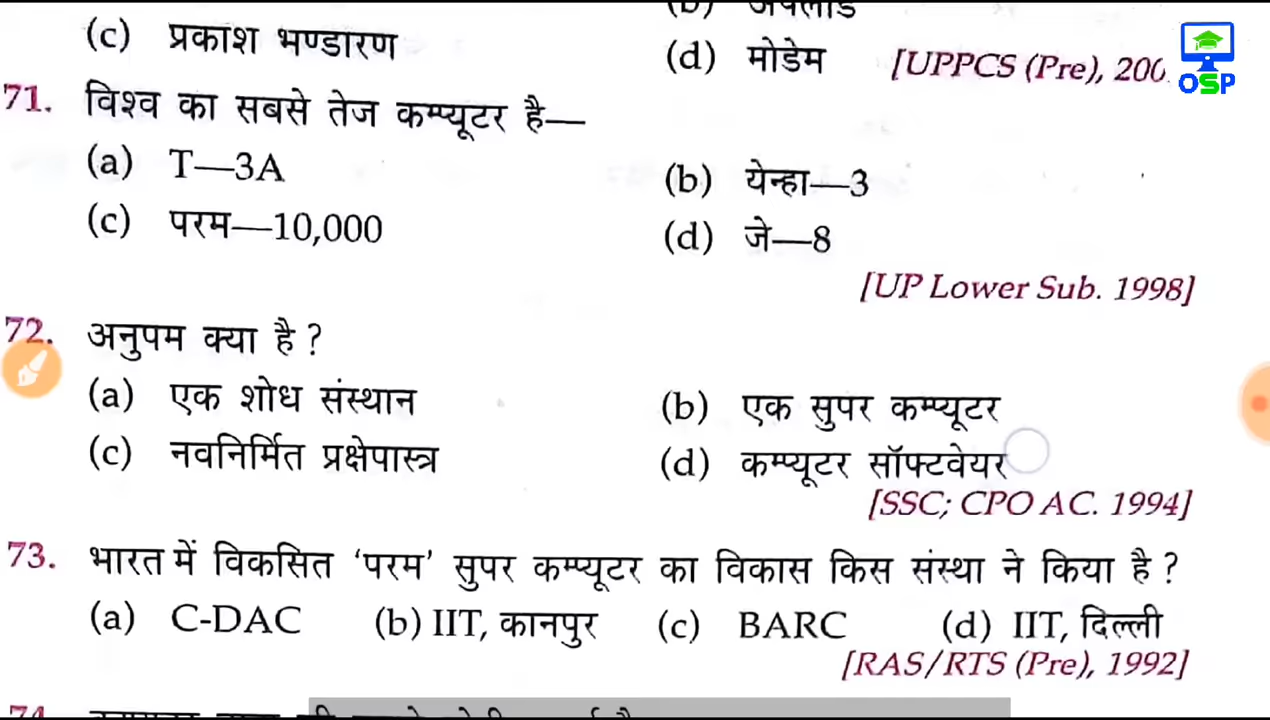 (c) प्रकाश भण्डारण
(d) मोडेम [UPPCS (Pre), 200
OSP
71. विश्व का सबसे तेज कम्प्यूटर है—
(a) T—3A (b) येन्हा—3
(c) परम—10,000 (d) जे—8
[UP Lower Sub. 1998]
72. अनुपम क्या है ?
(a) एक शोध संस्थान (b) एक सुपर कम्प्यूटर
(c) नवनिर्मित प्रक्षेपास्त्र (d) कम्प्यूटर सॉफ्टवेयर
[SSC; CPO AC. 1994]
73. भारत में विकसित ‘परम’ सुपर कम्प्यूटर का विकास किस संस्था ने किया है ?
(a) C-DAC (b) IIT, कानपुर (c) BARC (d) IIT, दिल्ली
[RAS/RTS (Pre), 1992]
74.